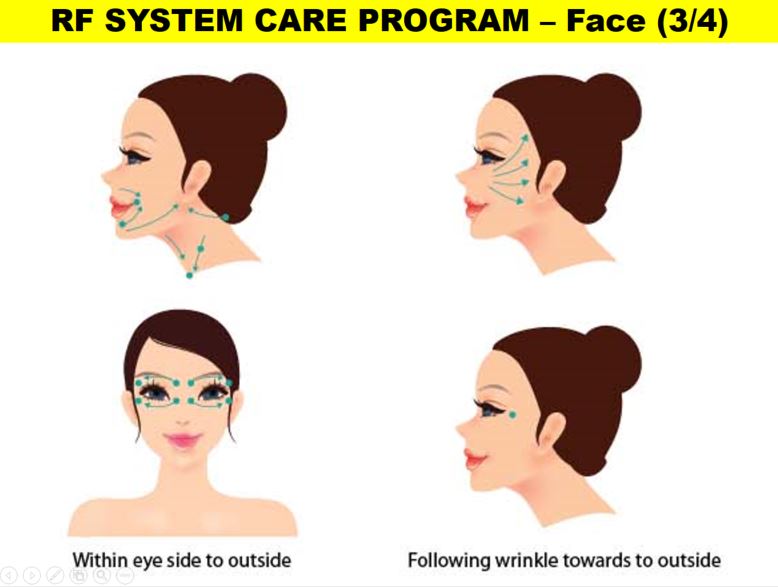 RF SYSTEM CARE PROGRAM – Face (3/4)
Within eye side to outside
Following wrinkle towards to outside